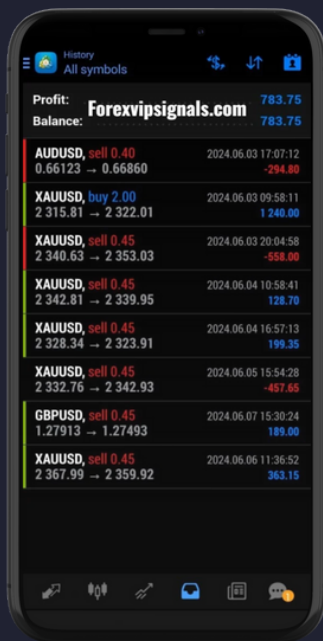 History
All symbols
Profit: 783.75
Forexvipsignals.com
Balance: 783.75
AUDUSD, sell 0.40 2024.06.03 17:07:12
0.66123 → 0.66860 -294.80
XAUUSD, buy 2.00 2024.06.03 09:58:11
2 315.81 → 2 322.01 1 240.00
XAUUSD, sell 0.45 2024.06.03 20:04:58
2 340.63 → 2 353.03 -558.00
XAUUSD, sell 0.45 2024.06.04 10:58:41
2 342.81 → 2 339.95 128.70
XAUUSD, sell 0.45 2024.06.04 16:57:13
2 328.34 → 2 323.91 199.35
XAUUSD, sell 0.45 2024.06.05 15:54:28
2 332.76 → 2 342.93 -457.65
GBPUSD, sell 0.45 2024.06.07 15:30:24
1.27913 → 1.27493 189.00
XAUUSD, sell 0.45 2024.06.06 11:36:52
2 367.99 → 2 359.92 363.15